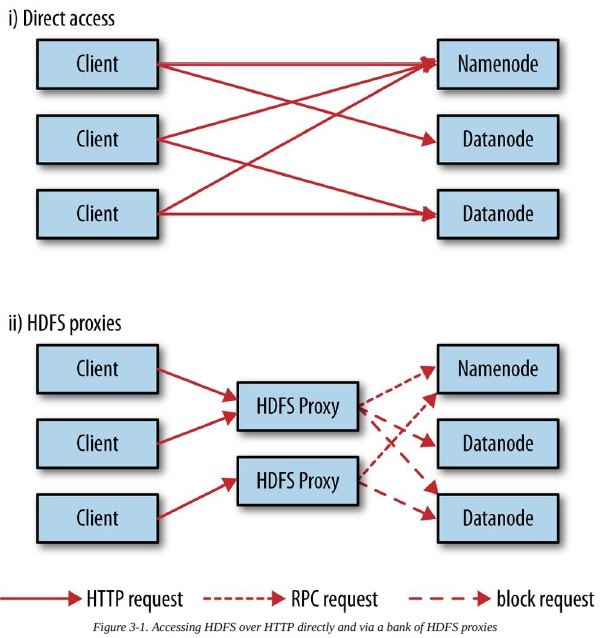 i) Direct access
Client
Namenode
Client
Datanode
Client
Datanode
ii) HDFS proxies
Client
Namenode
HDFS Proxy
Client
Datanode
HDFS Proxy
Client
Datanode
HTTP request
RPC request
block request
Figure 3-1. Accessing HDFS over HTTP directly and via a bank of HDFS proxies